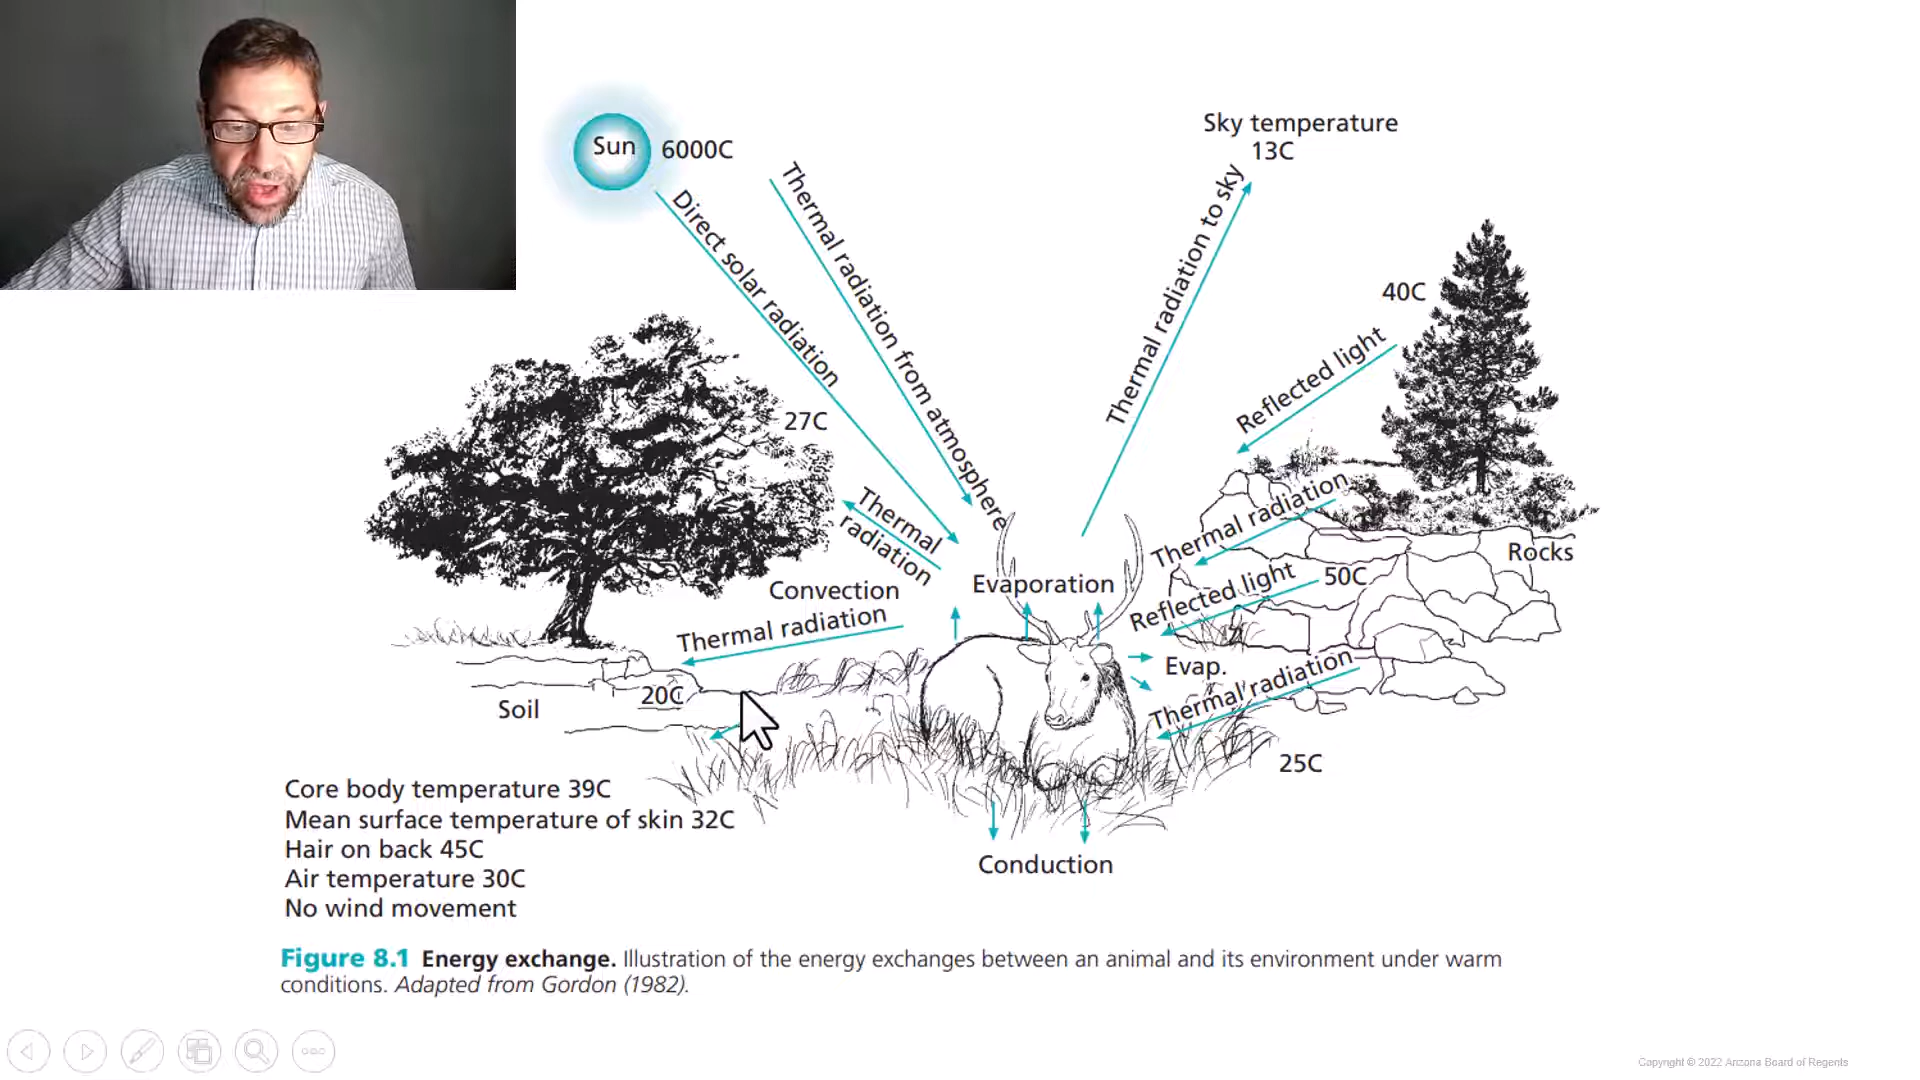 Sun
6000C
Direct solar radiation
Thermal radiation from atmosphere
Sky temperature
13C
Thermal radiation to sky
40C
Reflected light
27C
Thermal
radiation
Convection
Thermal radiation
Evaporation
Thermal radiation
Rocks
50C
Reflected light
Evap.
Thermal radiation
20C
Soil
25C
Conduction
Core body temperature 39C
Mean surface temperature of skin 32C
Hair on back 45C
Air temperature 30C
No wind movement
Figure 8.1 Energy exchange. Illustration of the energy exchanges between an animal and its environment under warm
conditions. Adapted from Gordon (1982).
Copyright © 2022 Arizona Board of Regents